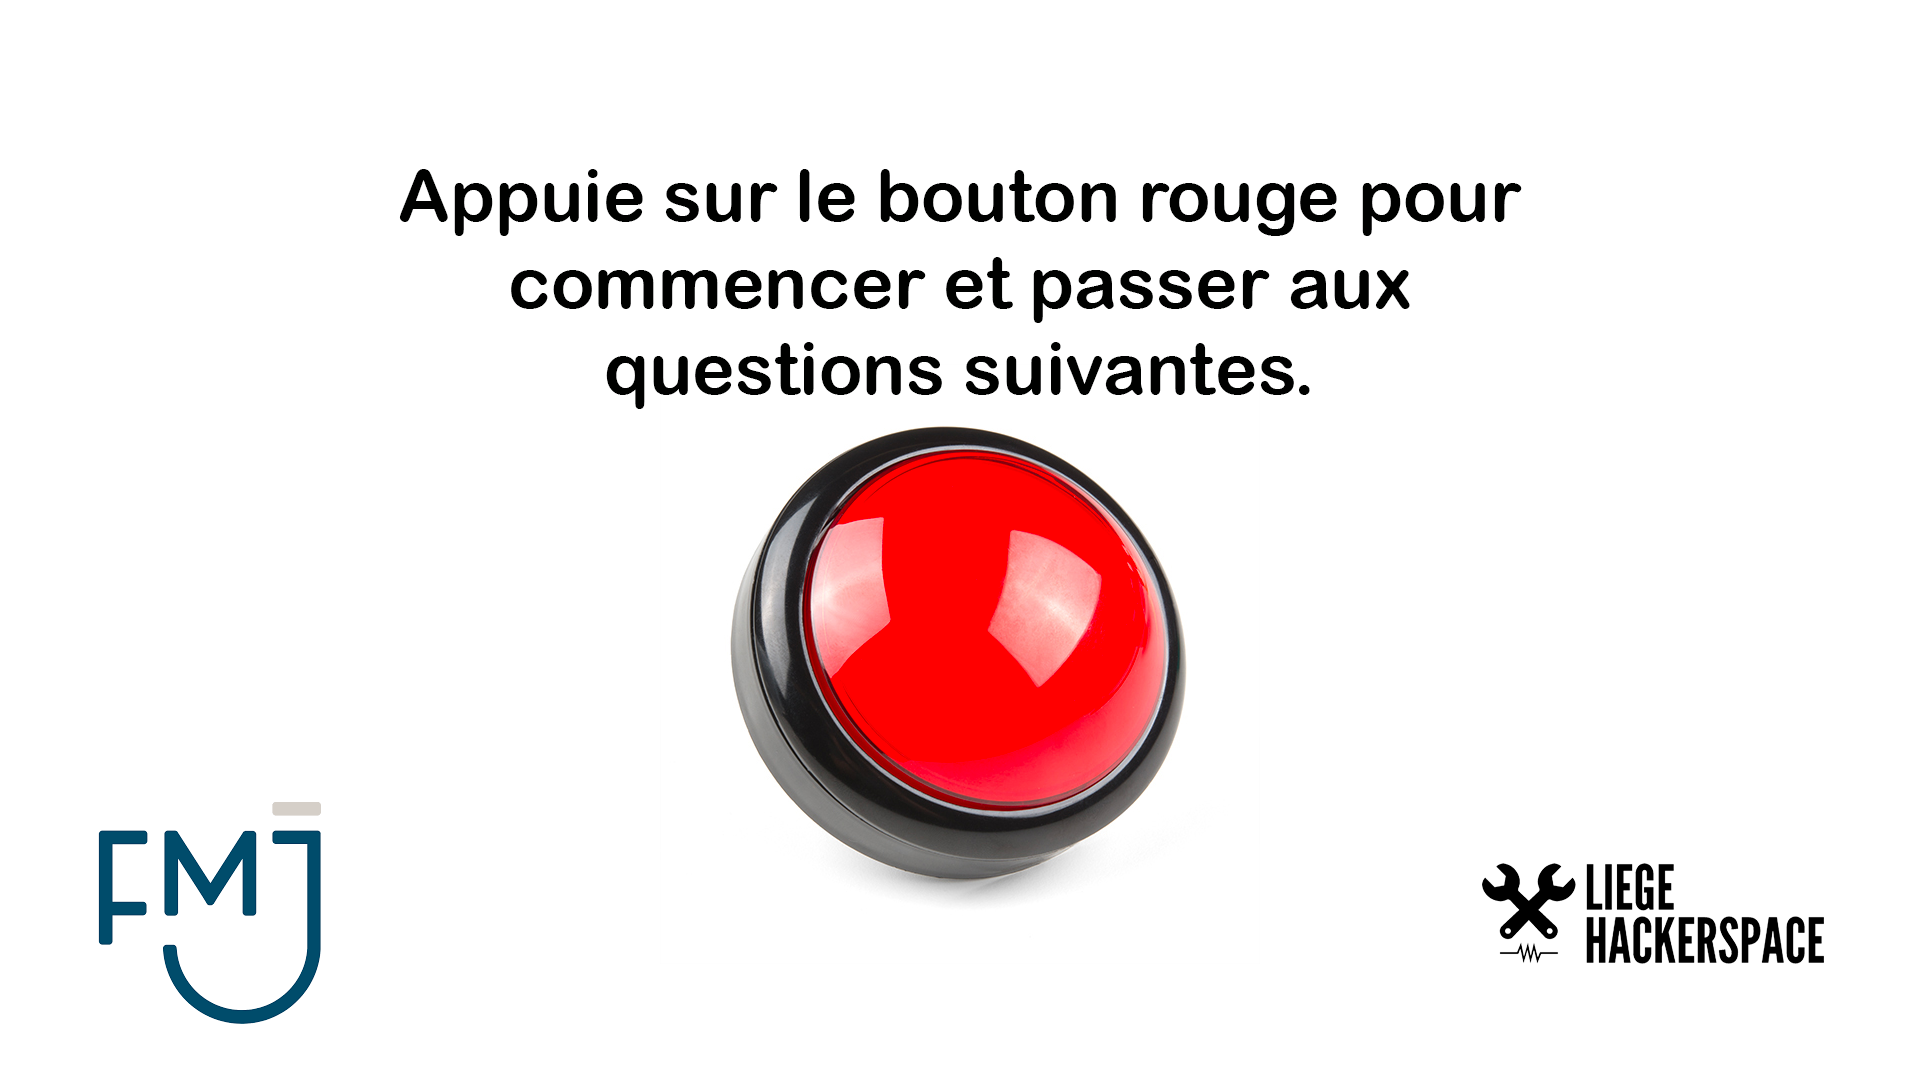 Appuie sur le bouton rouge pour
commencer et passer aux
questions suivantes.
FMJ
LIEGE
HACKERSPACE